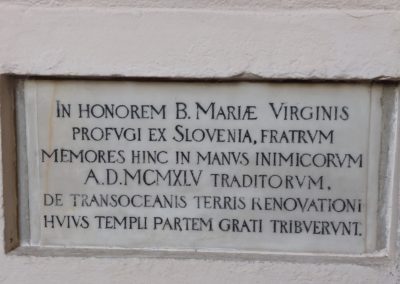 IN HONOREM B. MARIÆ VIRGINIS
PROFVGI EX SLOVENIA, FRATRVM
MEMORES HINC IN MANVS INIMICORVM
A.D.MCMXLV TRADITORVM,
DE TRANSOCEANIS TERRIS RENOVATIONI
HVIVS TEMPLI PARTEM GRATI TRIBVERVNT.